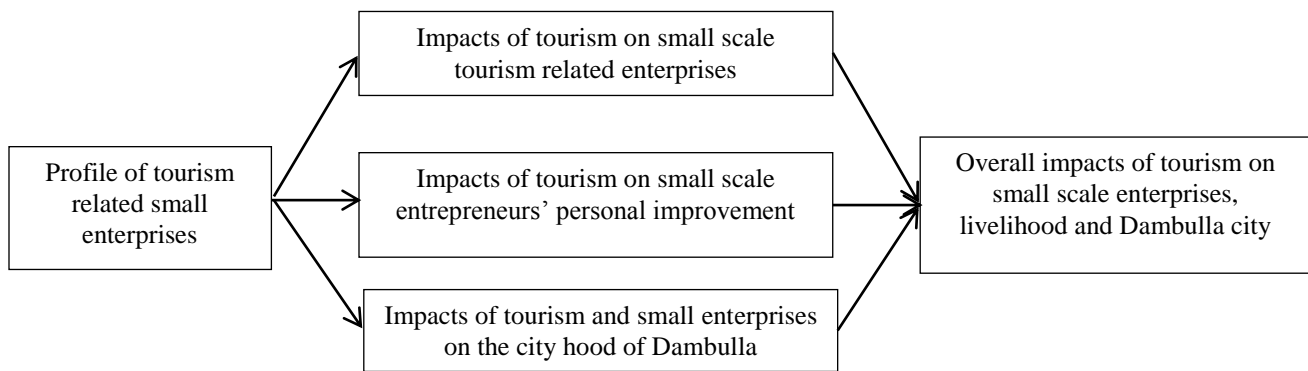 Impacts of tourism on small scale
tourism related enterprises
Profile of tourism
related small
enterprises
Impacts of tourism on small scale
entrepreneurs’ personal improvement
Impacts of tourism and small enterprises
on the city hood of Dambulla
Overall impacts of tourism on
small scale enterprises,
livelihood and Dambulla city